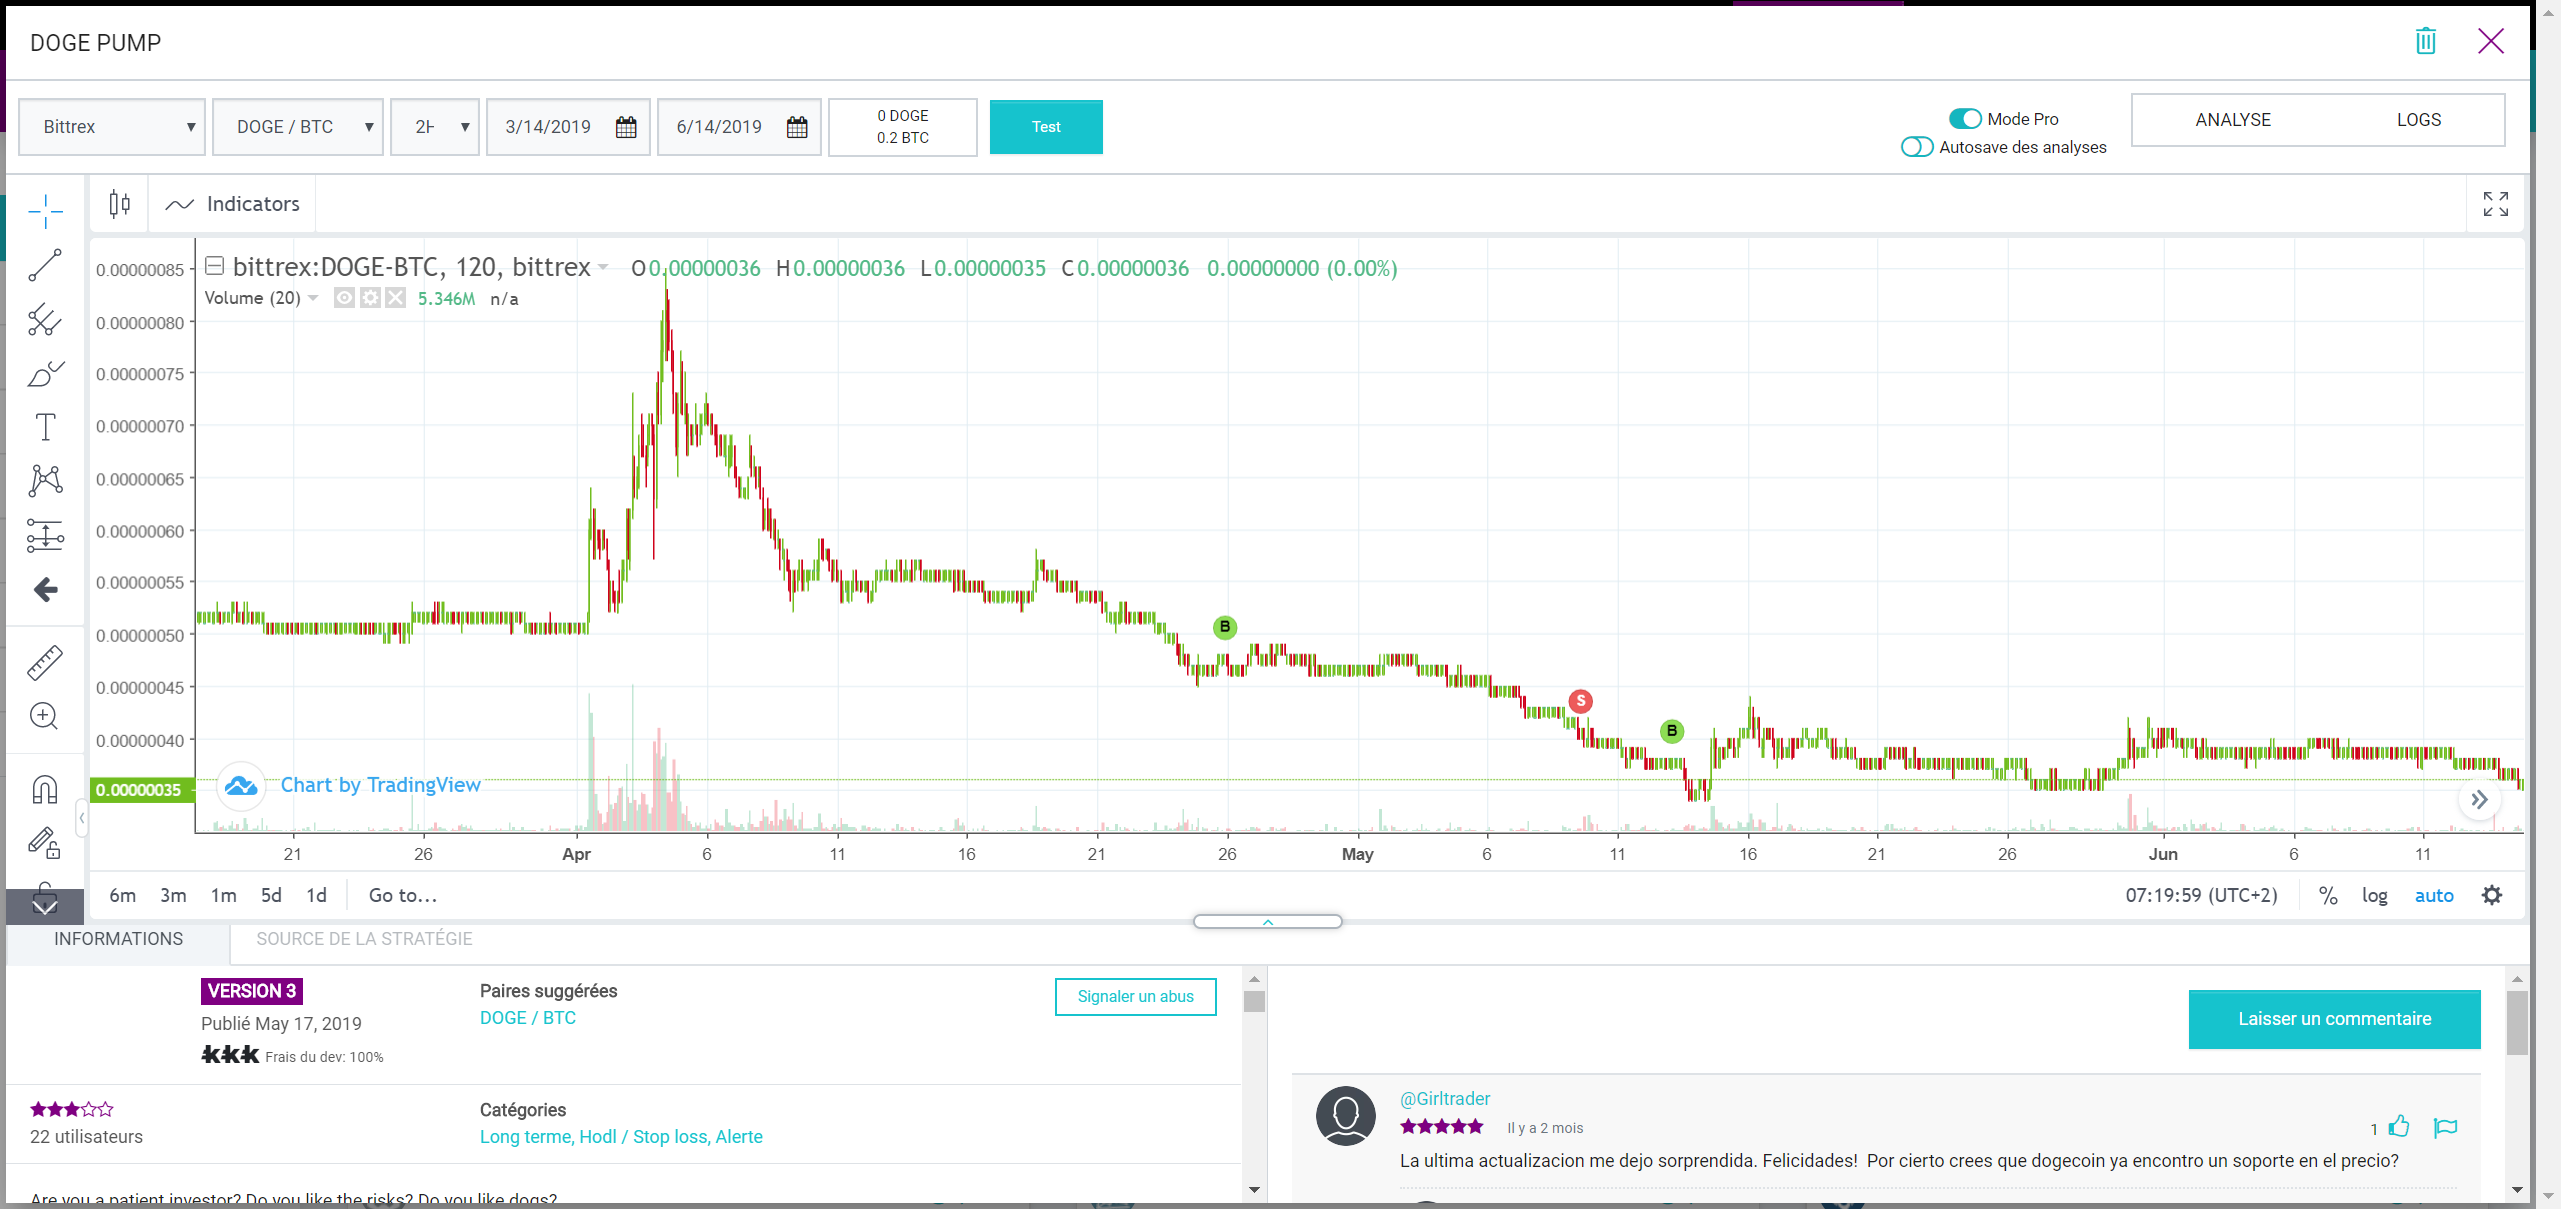 DOGE PUMP
Bittrex
DOGE / BTC
2H
3/14/2019
6/14/2019
0 DOGE
0.2 BTC
Test
Mode Pro
Autosave des analyses
ANALYSE
LOGS
Indicators
bittrex:DOGE-BTC, 120, bittrex O0.00000036 H0.00000036 L0.00000035 C0.00000036 0.00000000 (0.00%)
Volume (20) 5.346M n/a
0.00000085
0.00000080
0.00000075
0.00000070
0.00000065
0.00000060
0.00000055
0.00000050
0.00000045
0.00000040
0.00000035
B
S
B
Chart by TradingView
21 26 Apr 6 11 16 21 26 May 6 11 16 21 26 Jun 6 11
6m 3m 1m 5d 1d Go to...
07:19:59 (UTC+2) % log auto
INFORMATIONS
SOURCE DE LA STRATÉGIE
VERSION 3
Publié May 17, 2019
Frais du dev: 100%
Paires suggérées
DOGE / BTC
Signaler un abus
22 utilisateurs
Catégories
Long terme, Hodl / Stop loss, Alerte
Are you a patient investor? Do you like the risks? Do you like dogs?
Laisser un commentaire
@Girltrader
Il y a 2 mois
1
La ultima actualizacion me dejo sorprendida. Felicidades! Por cierto crees que dogecoin ya encontro un soporte en el precio?